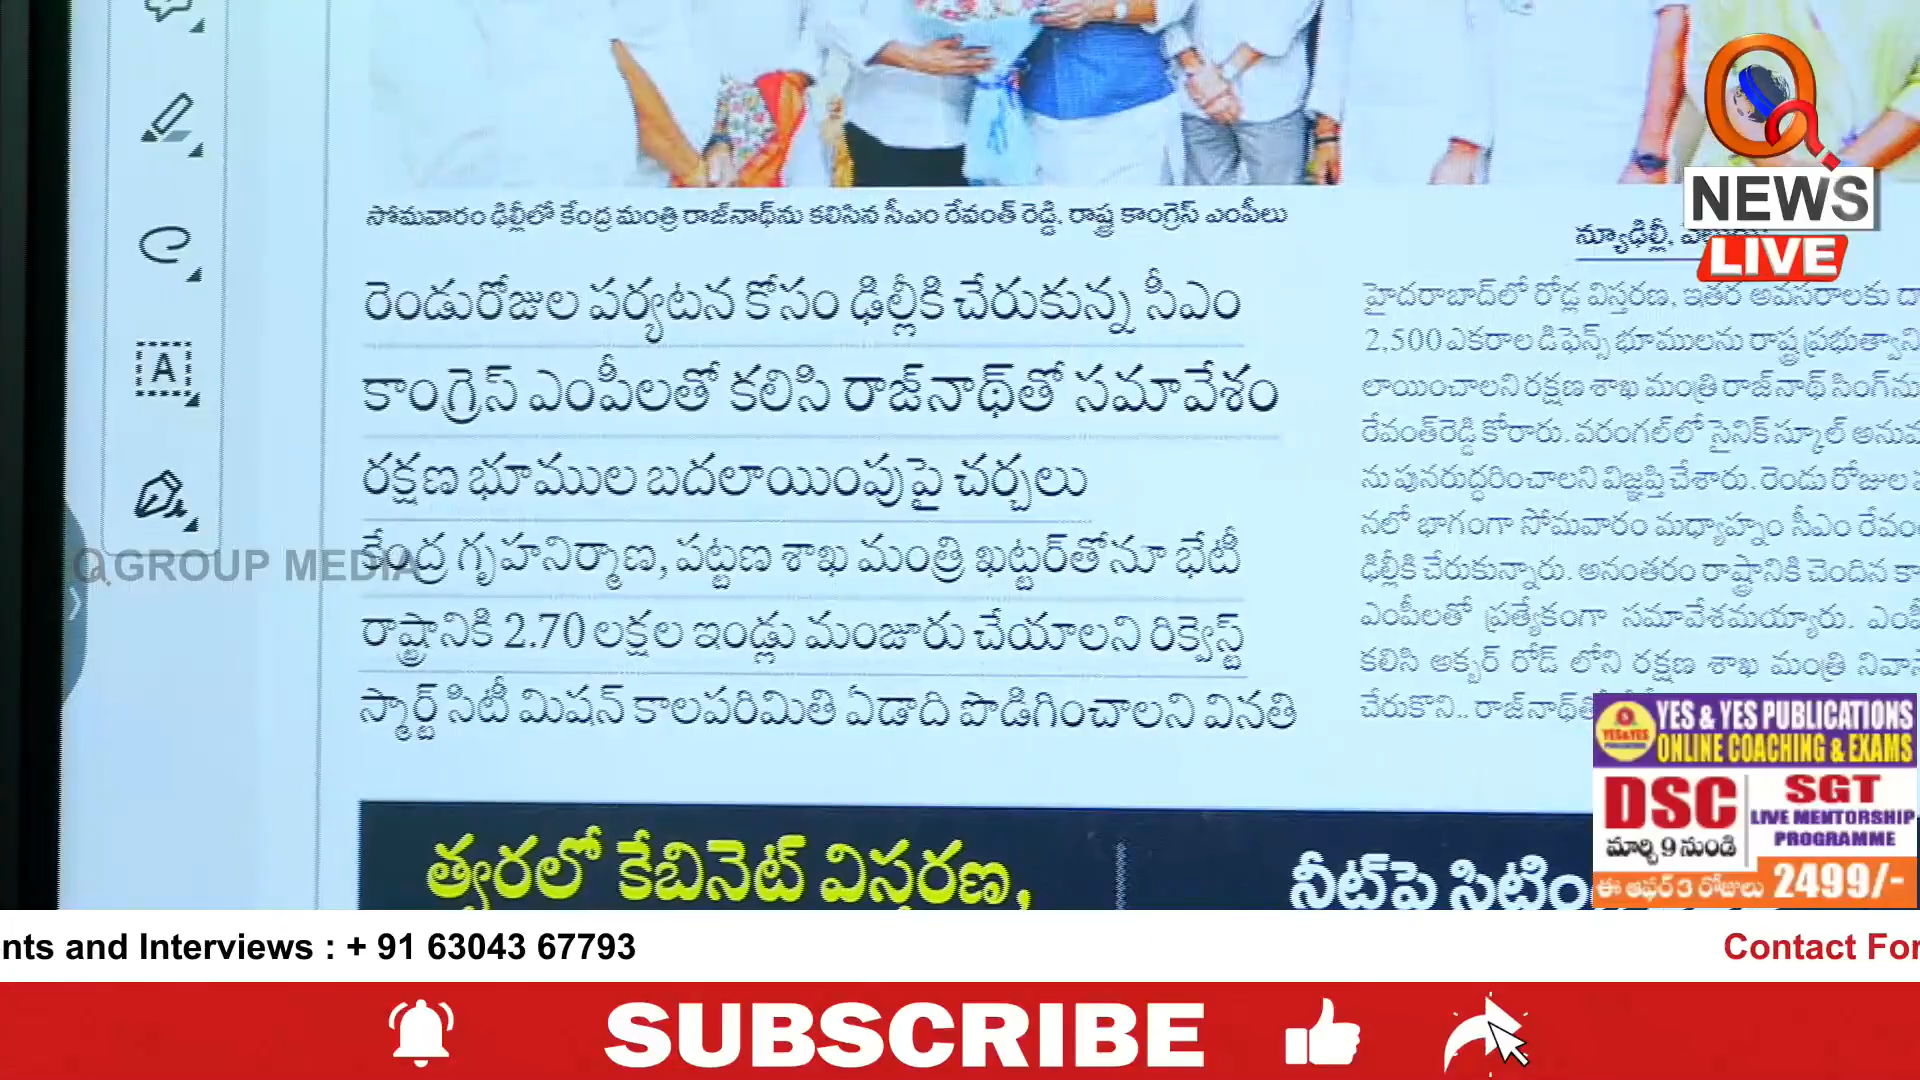 సోమవారం ఢిల్లీలో కేంద్ర మంత్రి రాజ్‌నాథ్‌ను కలిసిన సీఎం రేవంత్ రెడ్డి. రాష్ట్ర కాంగ్రెస్ ఎంపీలు
రెండురోజుల పర్యటన కోసం ఢిల్లీకి చేరుకున్న సీఎం
కాంగ్రెస్ ఎంపీలతో కలిసి రాజ్‌నాథ్‌తో సమావేశం
రక్షణ భూముల బదలాయింపుపై చర్చలు
కేంద్ర గృహనిర్మాణ, పట్టణ శాఖ మంత్రి ఖట్టర్‌తోనూ భేటీ
రాష్ట్రానికి 2.70 లక్షల ఇండ్లు మంజూరు చేయాలని రిక్వెస్ట్
స్మార్ట్ సిటీ మిషన్ కాలపరిమితి ఏడాది పొడిగించాలని వినతి
న్యూఢిల్లీ,
హైదరాబాద్‌లో రోడ్ల విస్తరణ, ఇతర అవసరాలకు
2,500 ఎకరాల డిఫెన్స్ భూములను రాష్ట్ర
లాయించాలని రక్షణ శాఖ మంత్రి రాజ్‌నాథ్ సింగ్‌ను
రేవంత్‌రెడ్డి కోరారు. వరంగల్‌లో సైనిక్ స్కూల్
ను పునరుద్ధరించాలని విజ్ఞప్తి చేశారు. రెండు రోజుల
నలో భాగంగా సోమవారం మధ్యాహ్నం సీఎం
ఢిల్లీకి చేరుకున్నారు. అనంతరం రాష్ట్రానికి చెందిన
ఎంపీలతో ప్రత్యేకంగా సమావేశమయ్యారు.
కలిసి అక్బర్ రోడ్ లోని రక్షణ శాఖ మంత్రి
చేరుకొని..
త్వరలో కేబినెట్ విస్తరణ,
నీట్‌పై
Q NEWS
LIVE
Q GROUP MEDIA
YES & YES PUBLICATIONS
ONLINE COACHING & EXAMS
YES&YES
DSC
మార్చి 9 నుండి
SGT
LIVE MENTORSHIP
PROGRAMME
ఈ ఆఫర్ 3 రోజులు 2499/-
nts and Interviews : + 91 63043 67793
Contact For
SUBSCRIBE